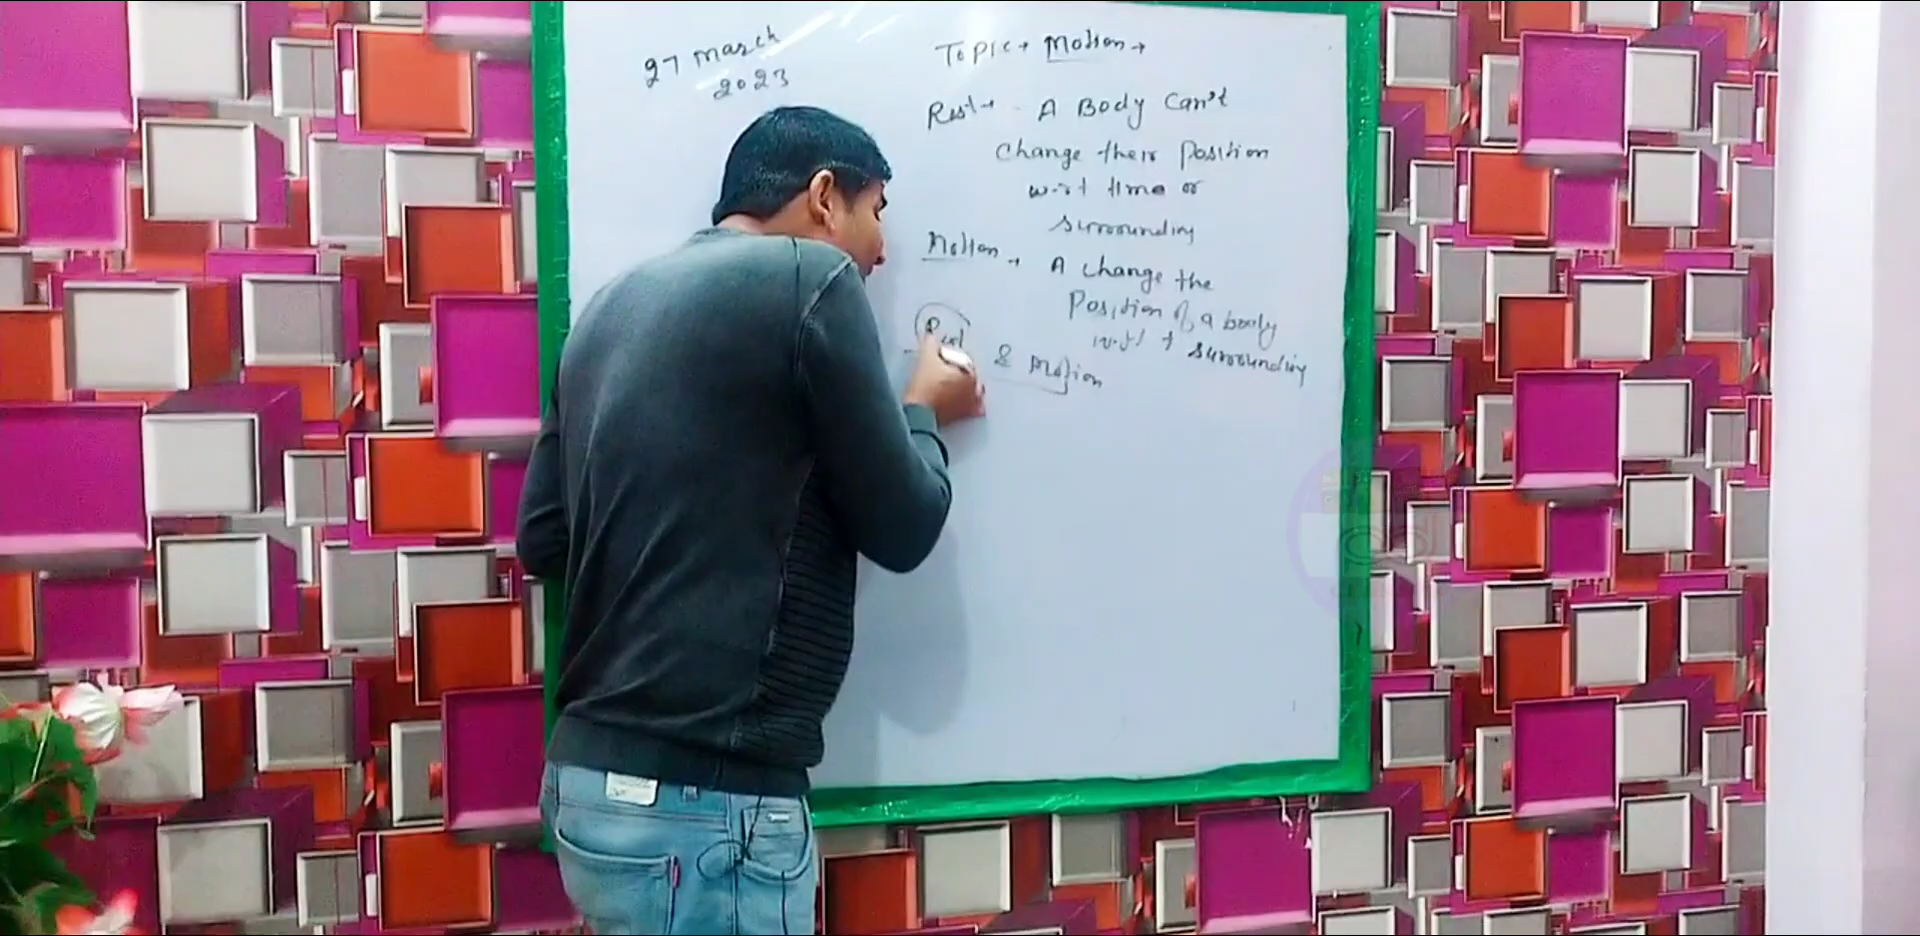 27 March
2023
Topic → Motion →
Rest → A Body Can't
change their Position
w.r.t time or
surrounding
Motion → A change the
Position of a body
w.r.t t surrounding
Rest & Motion